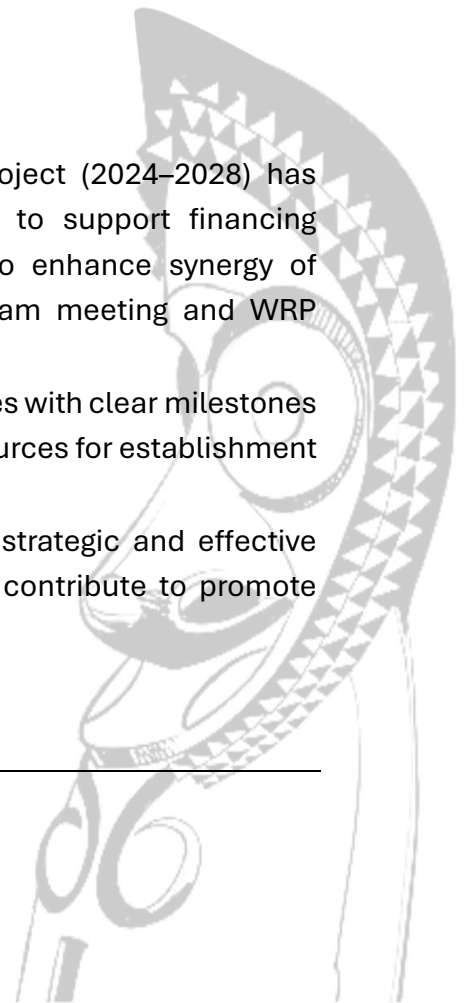 oject (2024–2028) has
to support financing
o enhance synergy of
am meeting and WRP
es with clear milestones
urces for establishment
strategic and effective
contribute to promote